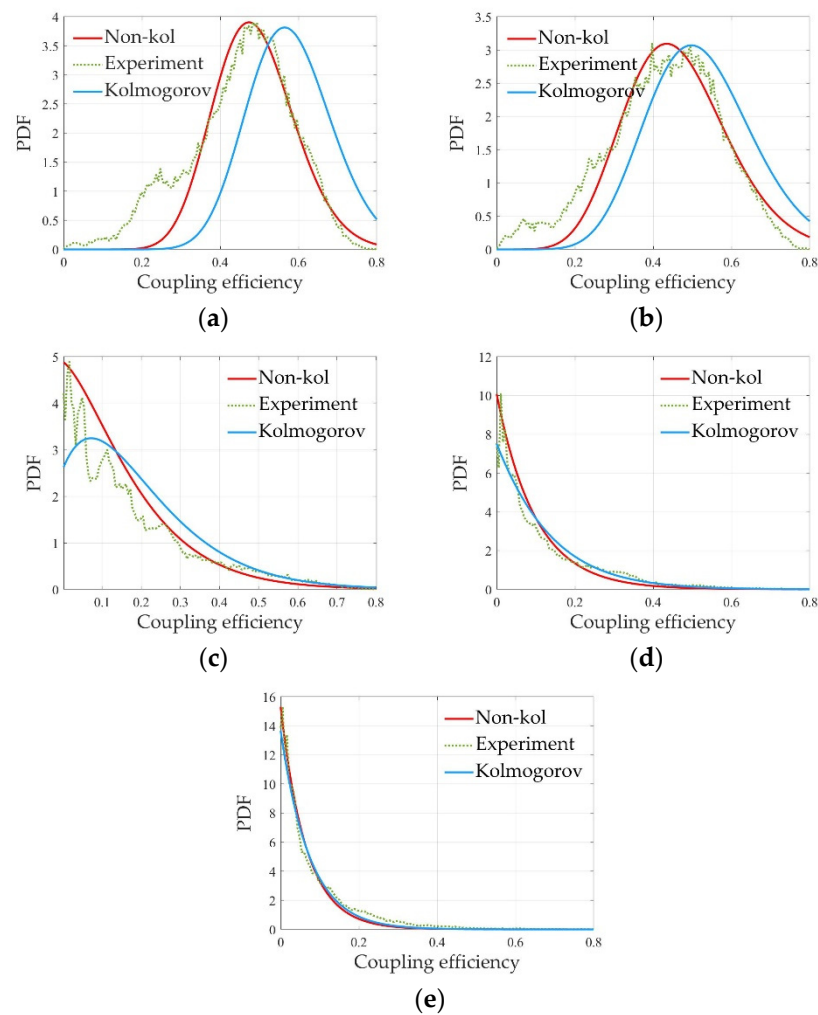 4
3.5
3
2.5
2
1.5
1
0.5
0
PDF
Non-kol
Experiment
Kolmogorov
0 0.2 0.4 0.6 0.8
Coupling efficiency
(a)
3.5
3
2.5
2
1.5
1
0.5
0
PDF
Non-kol
Experiment
Kolmogorov
0 0.2 0.4 0.6 0.8
Coupling efficiency
(b)
5
4
3
2
1
0
PDF
Non-kol
Experiment
Kolmogorov
0.1 0.2 0.3 0.4 0.5 0.6 0.7 0.8
Coupling efficiency
(c)
12
10
8
6
4
2
0
PDF
Non-kol
Experiment
Kolmogorov
0 0.2 0.4 0.6 0.8
Coupling efficiency
(d)
16
14
12
10
8
6
4
2
0
PDF
Non-kol
Experiment
Kolmogorov
0 0.2 0.4 0.6 0.8
Coupling efficiency
(e)